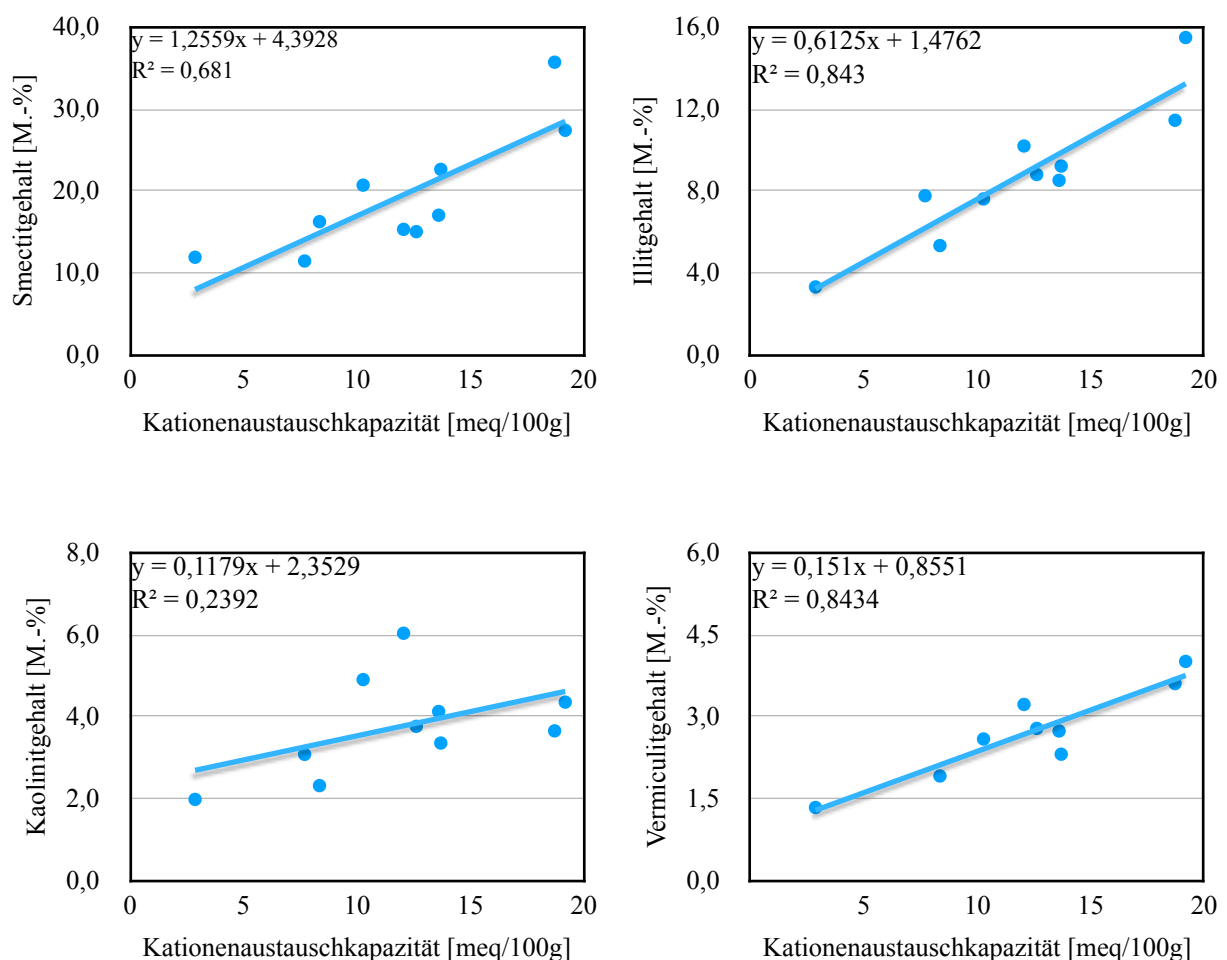 y = 1,2559x + 4,3928
R² = 0,681
Smectitgehalt [M.-%]
40,0
30,0
20,0
10,0
0,0
0 5 10 15 20
Kationenaustauschkapazität [meq/100g]
y = 0,6125x + 1,4762
R² = 0,843
Illitgehalt [M.-%]
16,0
12,0
8,0
4,0
0,0
0 5 10 15 20
Kationenaustauschkapazität [meq/100g]
y = 0,1179x + 2,3529
R² = 0,2392
Kaolinitgehalt [M.-%]
8,0
6,0
4,0
2,0
0,0
0 5 10 15 20
Kationenaustauschkapazität [meq/100g]
y = 0,151x + 0,8551
R² = 0,8434
Vermiculitgehalt [M.-%]
6,0
4,5
3,0
1,5
0,0
5 10 15 20
Kationenaustauschkapazität [meq/100g]